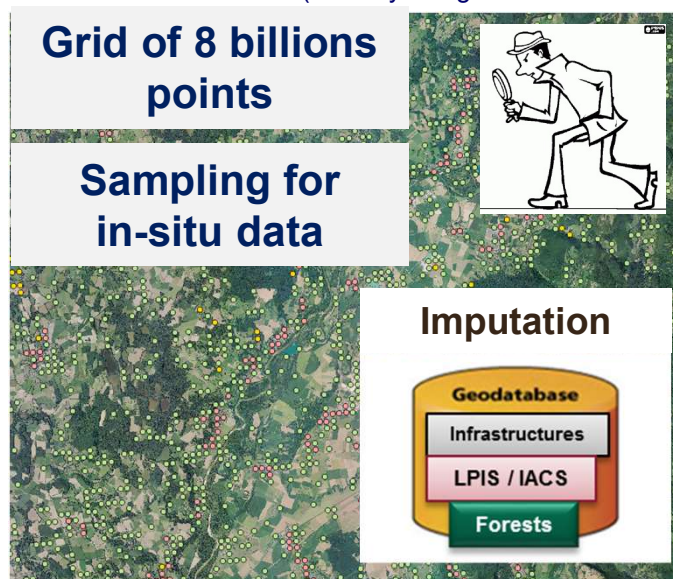 Grid of 8 billions
points
Sampling for
in-situ data
Imputation
Geodatabase
Infrastructures
LPIS / IACS
Forests